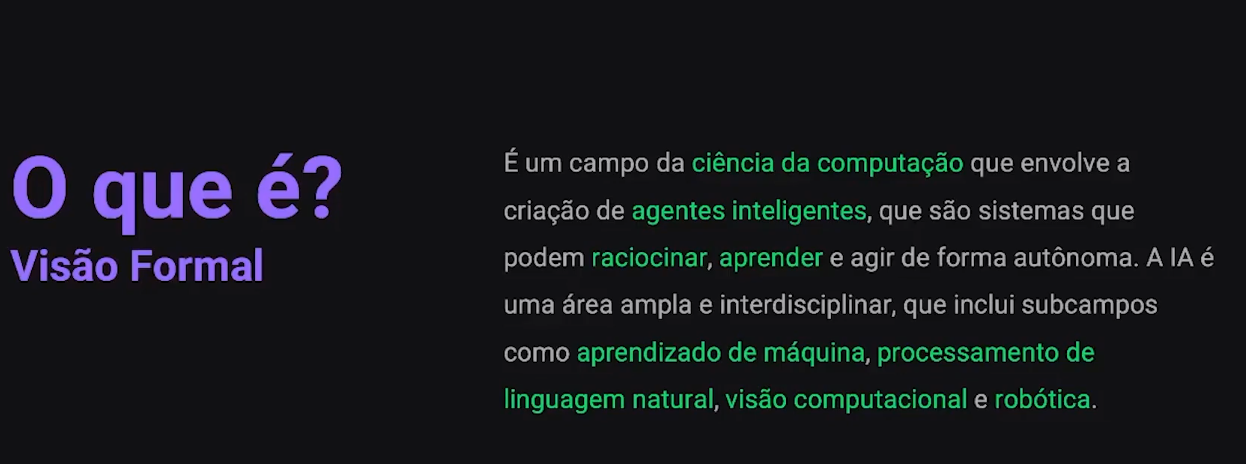 O que é?
Visão Formal
É um campo da ciência da computação que envolve a
criação de agentes inteligentes, que são sistemas que
podem raciocinar, aprender e agir de forma autônoma. A IA é
uma área ampla e interdisciplinar, que inclui subcampos
como aprendizado de máquina, processamento de
linguagem natural, visão computacional e robótica.